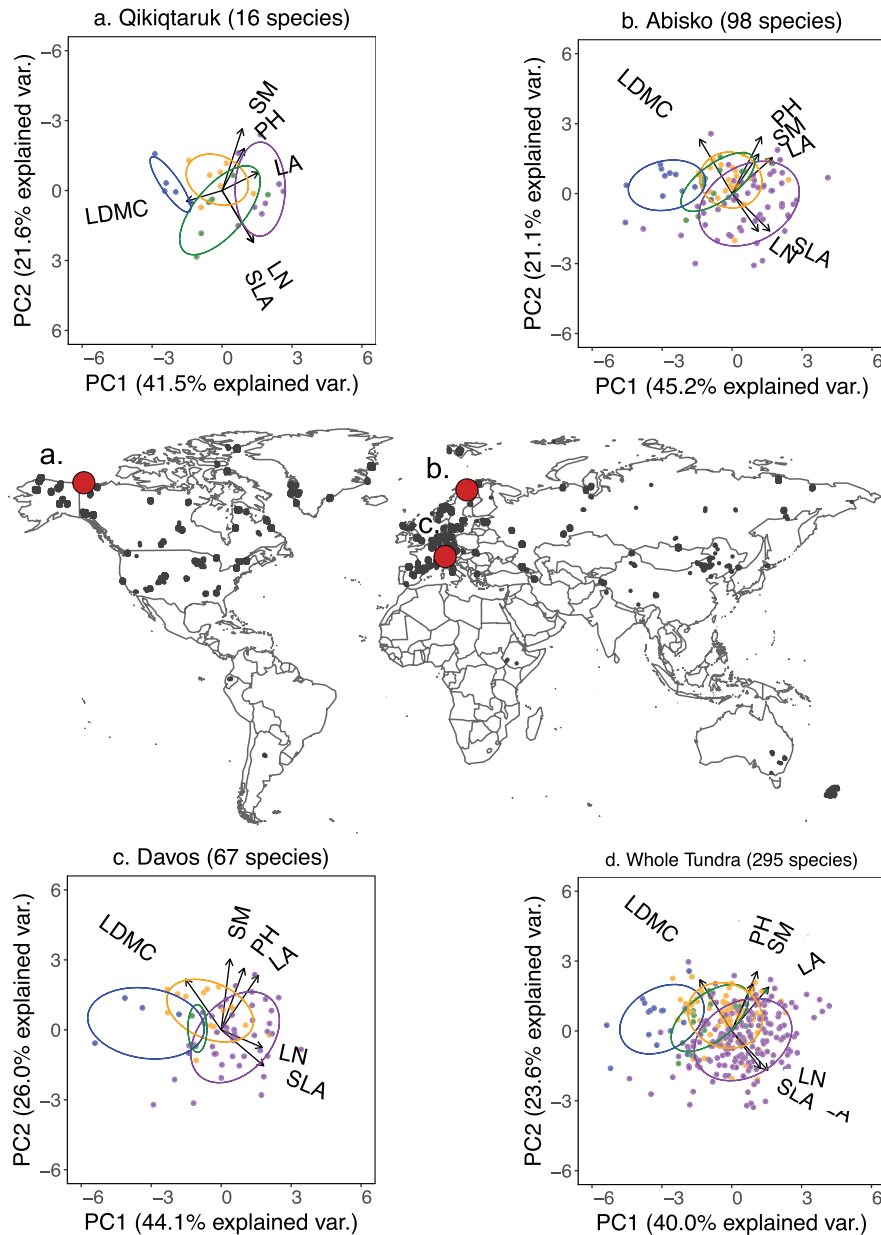 a. Qikiqtaruk (16 species)
−6
−3
0
3
6
PC2 (21.6% explained var.)
SM
PH
LA
LDMC
LN
SLA
−6
−3
0
3
6
PC1 (41.5% explained var.)
b. Abisko (98 species)
6
3
0
−3
−6
PC2 (21.1% explained var.)
LDMC
PH
SM
LA
LN
SLA
−6
−3
0
3
6
PC1 (45.2% explained var.)
a.
b.
c.
c. Davos (67 species)
6
3
0
−3
−6
PC2 (26.0% explained var.)
LDMC
SM
PH
LA
LN
SLA
−6
−3
0
3
6
PC1 (44.1% explained var.)
d. Whole Tundra (295 species)
6
3
0
−3
−6
PC2 (23.6% explained var.)
LDMC
PH
SM
LA
LN
SLA
−6
−3
0
3
6
PC1 (40.0% explained var.)